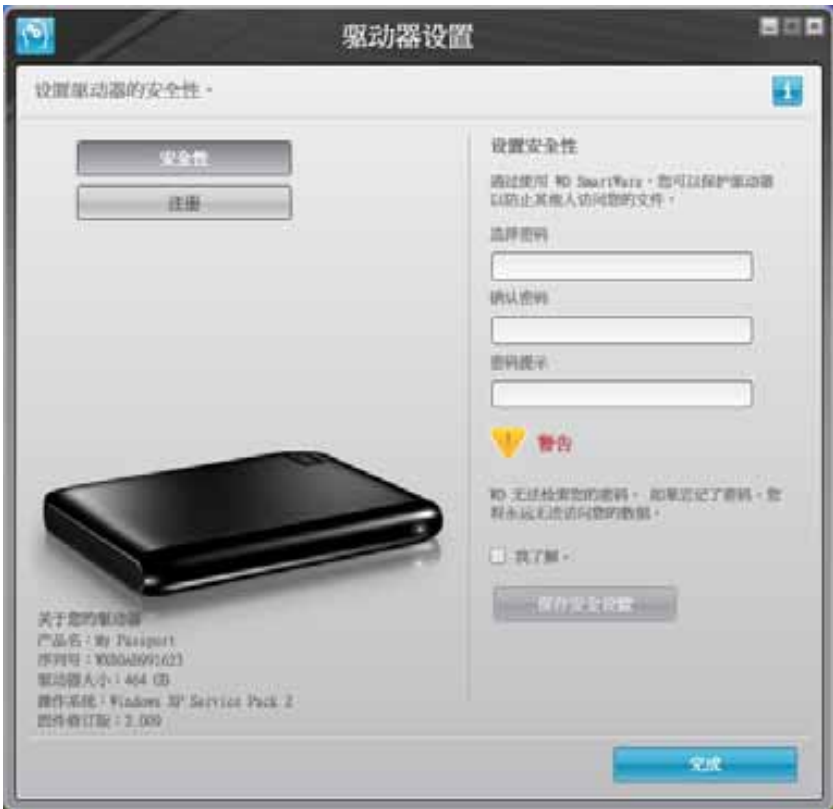 驱动器设置
设置驱动器的安全性。
安全性
注册
设置安全性
通过使用 WD SmartWare，您可以保护驱动器
以防止其他人访问您的文件。
选择密码
确认密码
密码提示
警告
WD 无法检索您的密码。 如果忘记了密码，您
将永远无法访问您的数据。
我了解。
保存安全设置
关于您的驱动器
产品名：My Passport
序列号：
驱动器大小：464 GB
操作系统：Windows XP Service Pack 2
固件修订版：2.009
完成